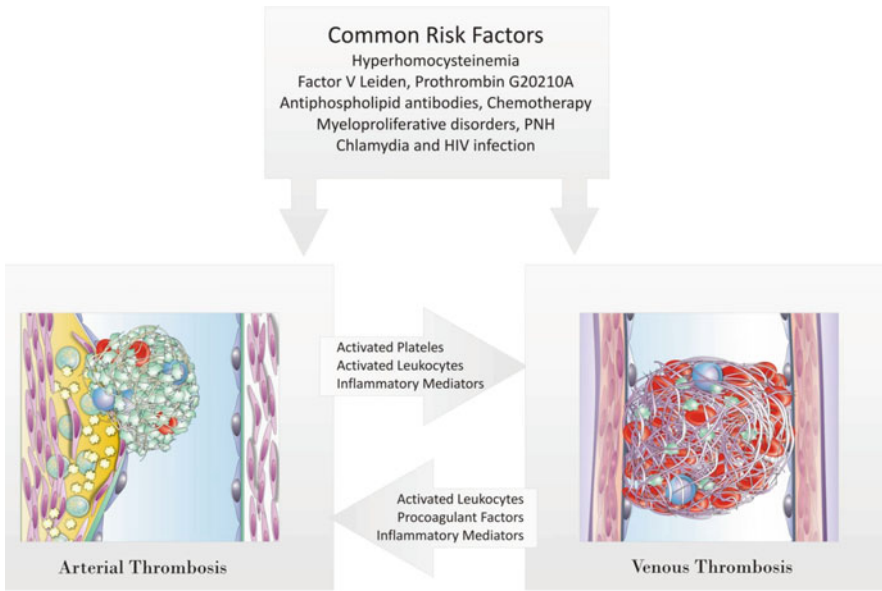 Common Risk Factors
Hyperhomocysteinemia
Factor V Leiden, Prothrombin G20210A
Antiphospholipid antibodies, Chemotherapy
Myeloproliferative disorders, PNH
Chlamydia and HIV infection
Activated Plateles
Activated Leukocytes
Inflammatory Mediators
Activated Leukocytes
Procoagulant Factors
Inflammatory Mediators
Arterial Thrombosis
Venous Thrombosis